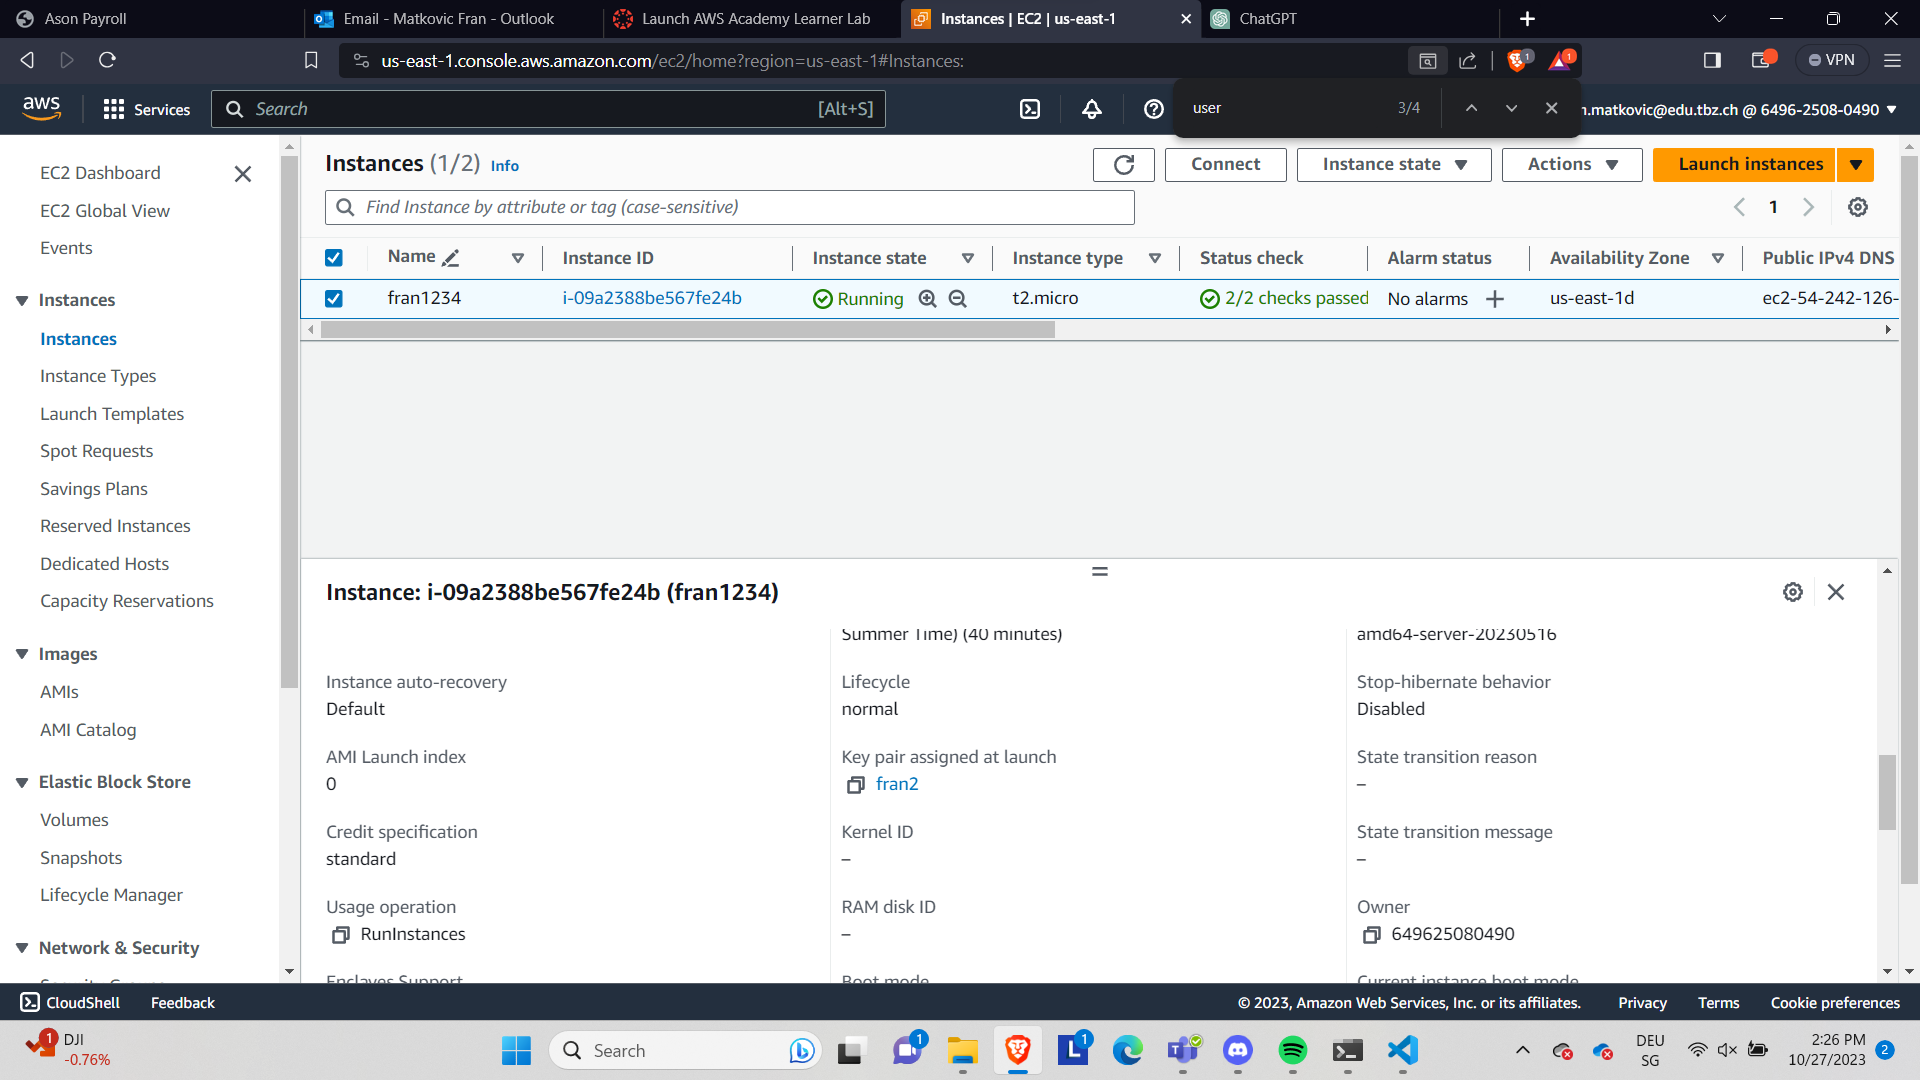 Ason Payroll
Email - Matkovic Fran - Outlook
Launch AWS Academy Learner Lab
Instances | EC2 | us-east-1
ChatGPT
us-east-1.console.aws.amazon.com/ec2/home?region=us-east-1#Instances:
1
1
VPN
aws
Services
Search
[Alt+S]
user
3/4
.matkovic@edu.tbz.ch @ 6496-2508-0490
EC2 Dashboard
EC2 Global View
Events
Instances
Instances
Instance Types
Launch Templates
Spot Requests
Savings Plans
Reserved Instances
Dedicated Hosts
Capacity Reservations
Images
AMIs
AMI Catalog
Elastic Block Store
Volumes
Snapshots
Lifecycle Manager
Network & Security
Instances (1/2) Info
Connect
Instance state
Actions
Launch instances
Find Instance by attribute or tag (case-sensitive)
1
Name
Instance ID
Instance state
Instance type
Status check
Alarm status
Availability Zone
Public IPv4 DNS
fran1234
i-09a2388be567fe24b
Running
t2.micro
2/2 checks passed
No alarms
us-east-1d
ec2-54-242-126-
Instance: i-09a2388be567fe24b (fran1234)
Summer Time) (40 minutes)
amd64-server-20230516
Instance auto-recovery
Default
Lifecycle
normal
Stop-hibernate behavior
Disabled
AMI Launch index
0
Key pair assigned at launch
fran2
State transition reason
–
Credit specification
standard
Kernel ID
–
State transition message
–
Usage operation
RunInstances
RAM disk ID
–
Owner
649625080490
Enclaves Support
Boot mode
Current instance boot mode
CloudShell
Feedback
© 2023, Amazon Web Services, Inc. or its affiliates.
Privacy
Terms
Cookie preferences
1
DJI
-0.76%
Search
1
L
1
DEU
SG
2:26 PM
10/27/2023
2